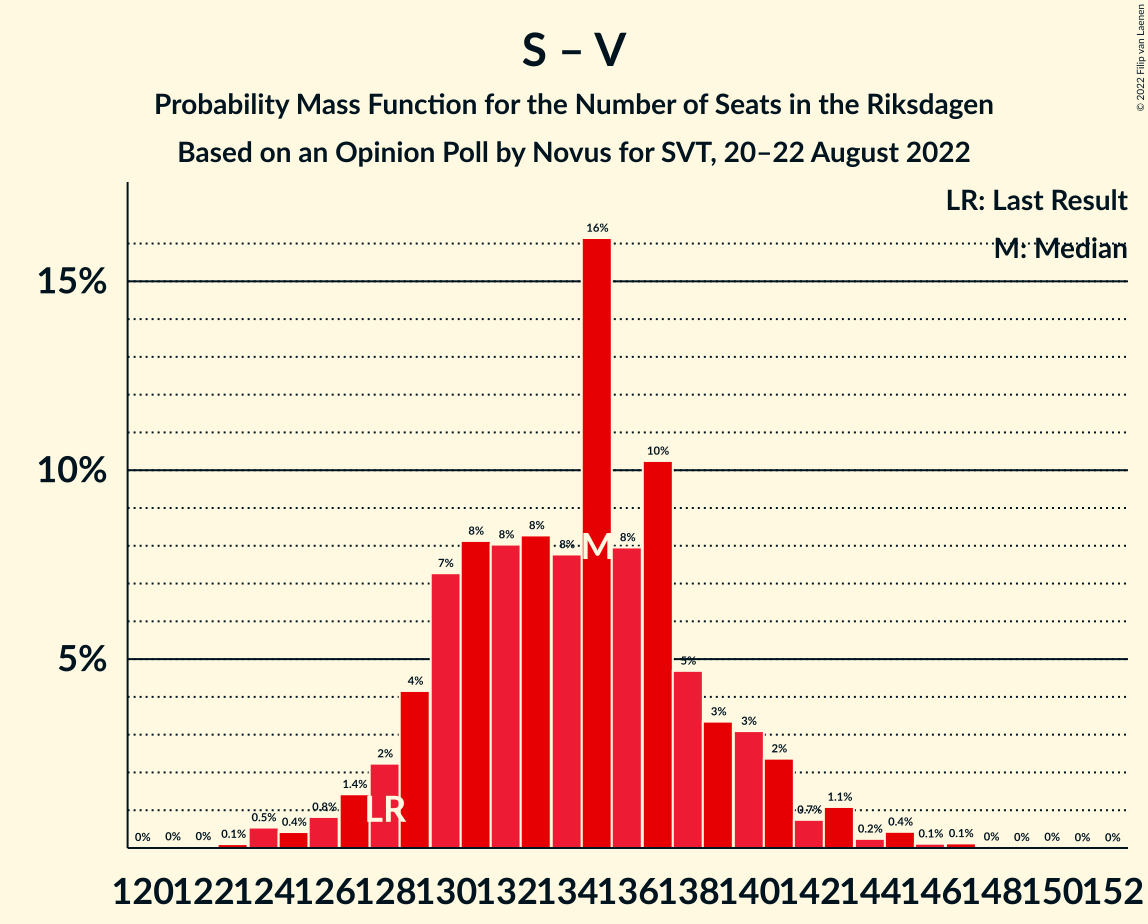 S – V
Probability Mass Function for the Number of Seats in the Riksdagen
Based on an Opinion Poll by Novus for SVT, 20–22 August 2022
© 2022 Filip van Laenen
LR: Last Result
M: Median
15%
10%
5%
0% 0% 0% 0.1% 0.5% 0.4% 0.8% 1.4% 2% 4% 7% 8% 8% 8% 8% 16% 8% 10% 5% 3% 3% 2% 0.7% 1.1% 0.2% 0.4% 0.1% 0.1% 0% 0% 0% 0% 0%
LR
M
120 122 124 126 128 130 132 134 136 138 140 142 144 146 148 150 152